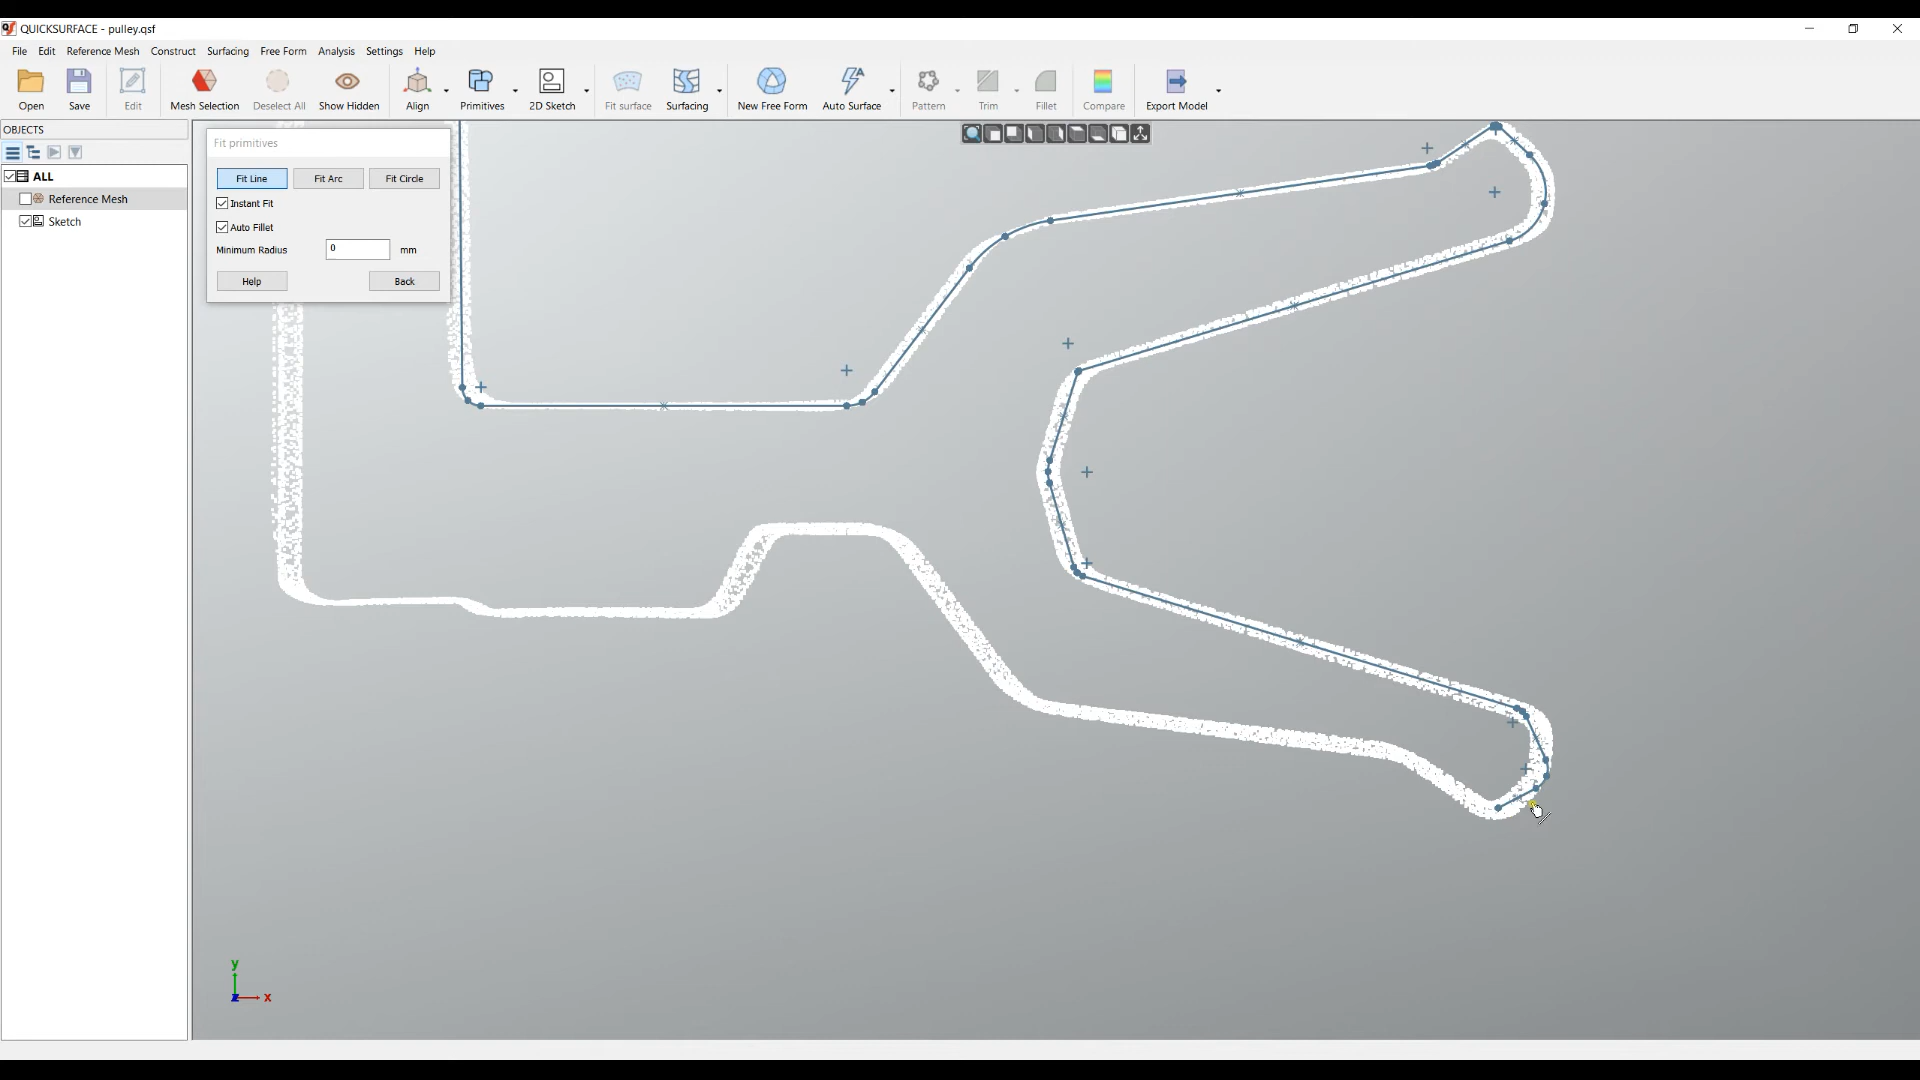 QUICKSURFACE - pulley.qsf
File Edit Reference Mesh Construct Surfacing Free Form Analysis Settings Help
Open Save Edit Mesh Selection Deselect All Show Hidden Align Primitives 2D Sketch Fit surface Surfacing New Free Form Auto Surface Pattern Trim Fillet Compare Export Model
OBJECTS
ALL
Reference Mesh
Sketch
Fit primitives
Fit Line Fit Arc Fit Circle
Instant Fit
Auto Fillet
Minimum Radius 0 mm
Help Back
y
z x